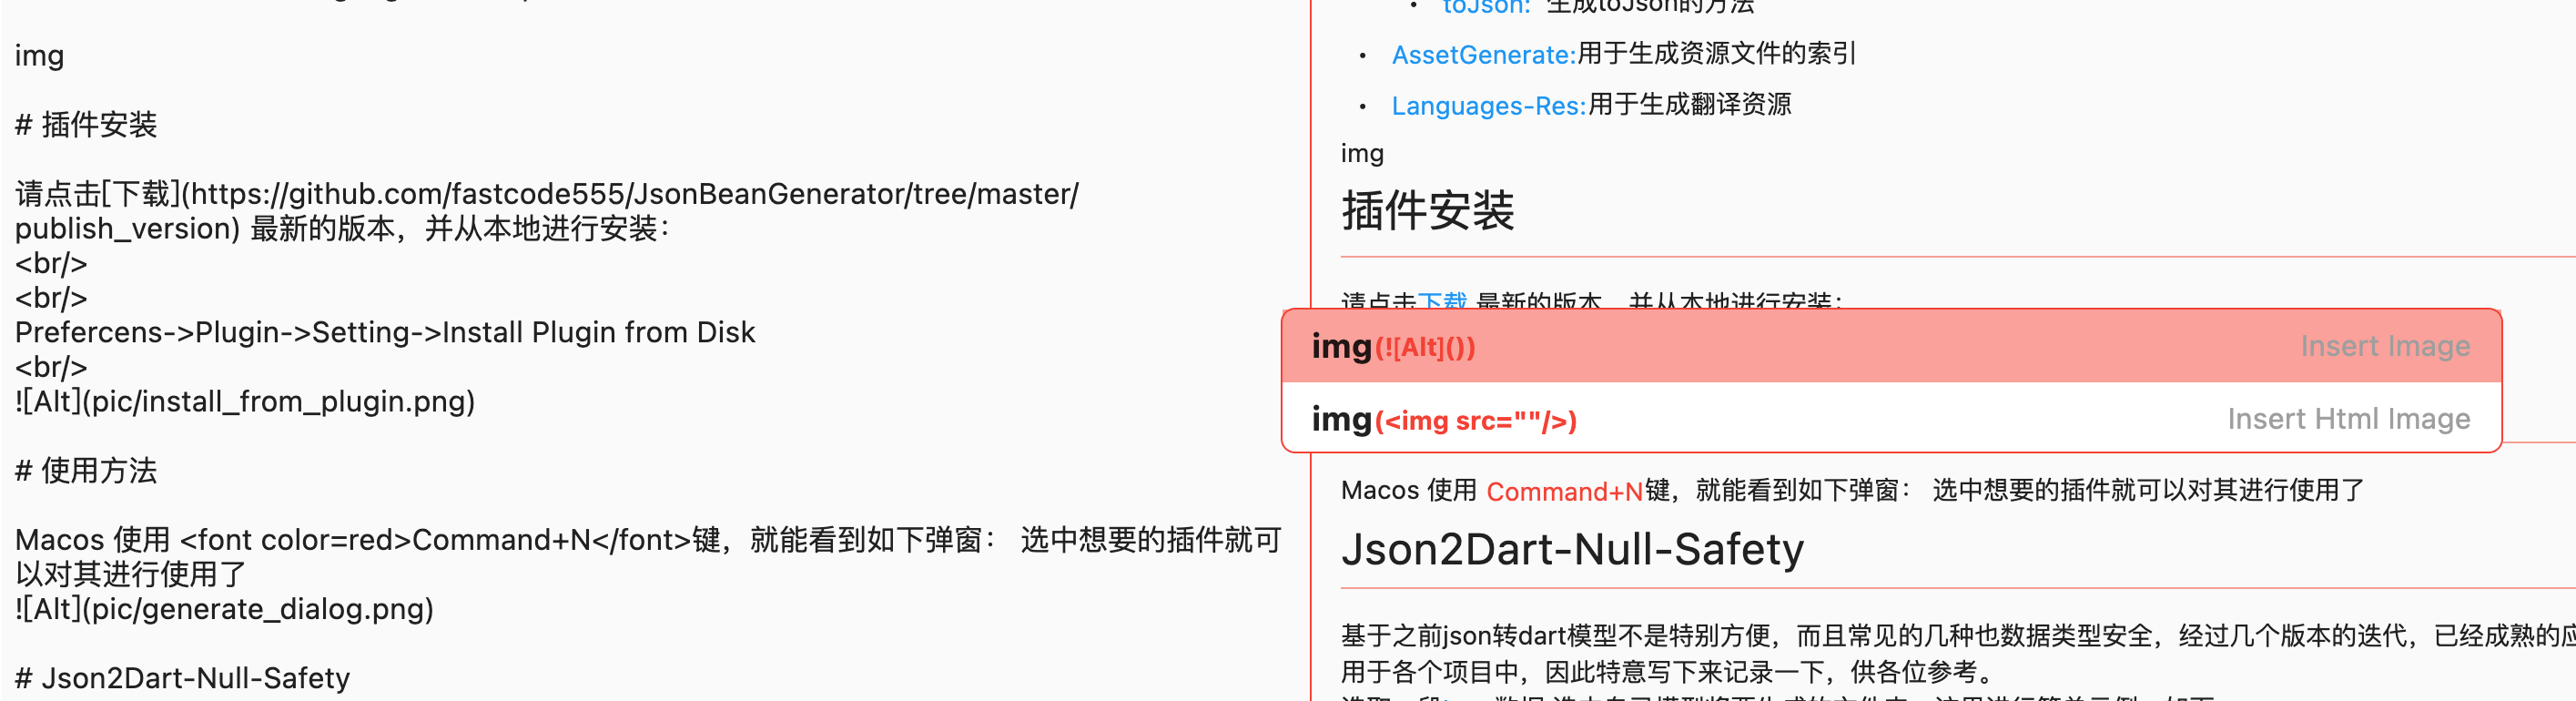 img
# 插件安装
请点击[下载](https://github.com/fastcode555/JsonBeanGenerator/tree/master/
publish_version) 最新的版本，并从本地进行安装：
<br/>
<br/>
Prefercens->Plugin->Setting->Install Plugin from Disk
<br/>
![Alt](pic/install_from_plugin.png)
# 使用方法
Macos 使用 <font color=red>Command+N</font>键，就能看到如下弹窗： 选中想要的插件就可
以对其进行使用了
![Alt](pic/generate_dialog.png)
# Json2Dart-Null-Safety
• toJson: 生成toJson的方法
• AssetGenerate:用于生成资源文件的索引
• Languages-Res:用于生成翻译资源
img
插件安装
请点击下载 最新的版本，并从本地进行安装：
img(![Alt]()) Insert Image
img(<img src=""/>) Insert Html Image
Macos 使用 Command+N键，就能看到如下弹窗： 选中想要的插件就可以对其进行使用了
Json2Dart-Null-Safety
基于之前json转dart模型不是特别方便，而且常见的几种也数据类型安全，经过几个版本的迭代，已经成熟的应
用于各个项目中，因此特意写下来记录一下，供各位参考。